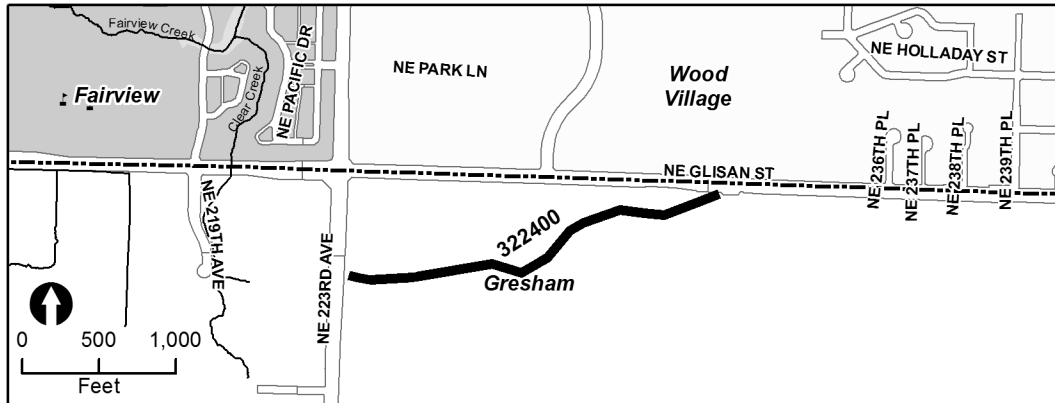 Fairview Creek
NE PACIFIC DR
NE HOLLADAY ST
NE PARK LN
Wood
Village
Fairview
Clear Creek
NE 236TH PL
NE 237TH PL
NE 238TH PL
NE 239TH PL
NE GLISAN ST
NE 219TH AVE
NE 223RD AVE
322400
Gresham
0 500 1,000
Feet